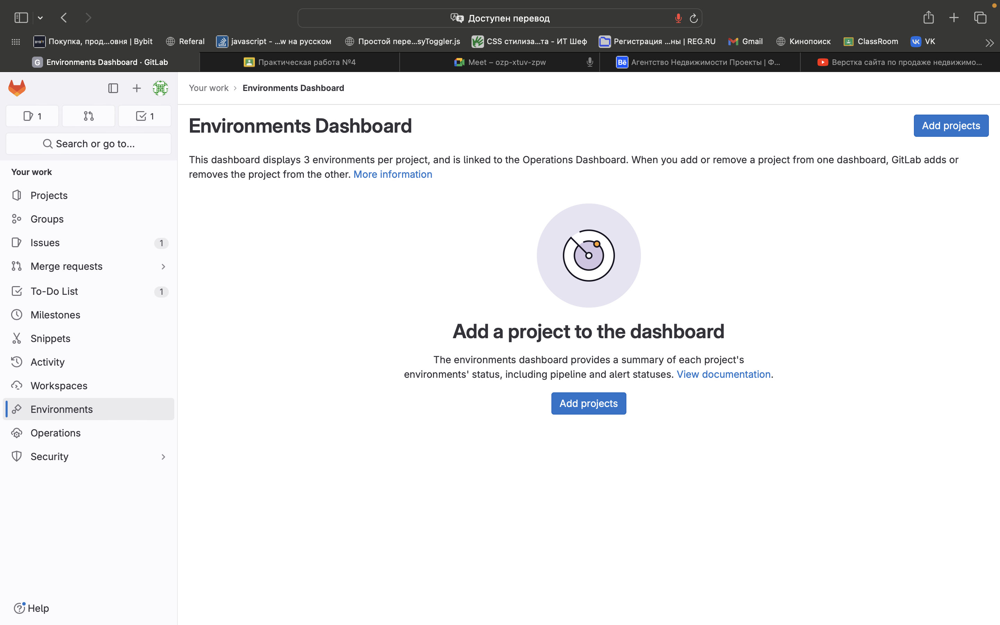 Доступен перевод
BYBIT Покупка, прод...овня | Bybit
Referal
javascript - ...w на русском
Простой пере...syToggler.js
CSS стилиза...та - ИТ Шеф
Регистрация ...ны | REG.RU
Gmail
Кинопоиск
ClassRoom
VK
G Environments Dashboard · GitLab
Практическая работа №4
Meet – ozp-xtuv-zpw
Bē Агентство Недвижимости Проекты | Ф...
Верстка сайта по продаже недвижимо...
1
1
Search or go to...
Your work
Projects
Groups
Issues 1
Merge requests
To-Do List 1
Milestones
Snippets
Activity
Workspaces
Environments
Operations
Security
Help
Your work › Environments Dashboard
Environments Dashboard
Add projects
This dashboard displays 3 environments per project, and is linked to the Operations Dashboard. When you add or remove a project from one dashboard, GitLab adds or
removes the project from the other. More information
Add a project to the dashboard
The environments dashboard provides a summary of each project's
environments' status, including pipeline and alert statuses. View documentation.
Add projects